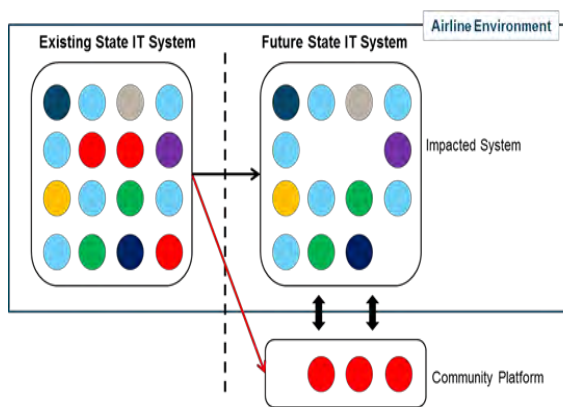 Airline Environment
Existing State IT System
Future State IT System
Impacted System
Community Platform